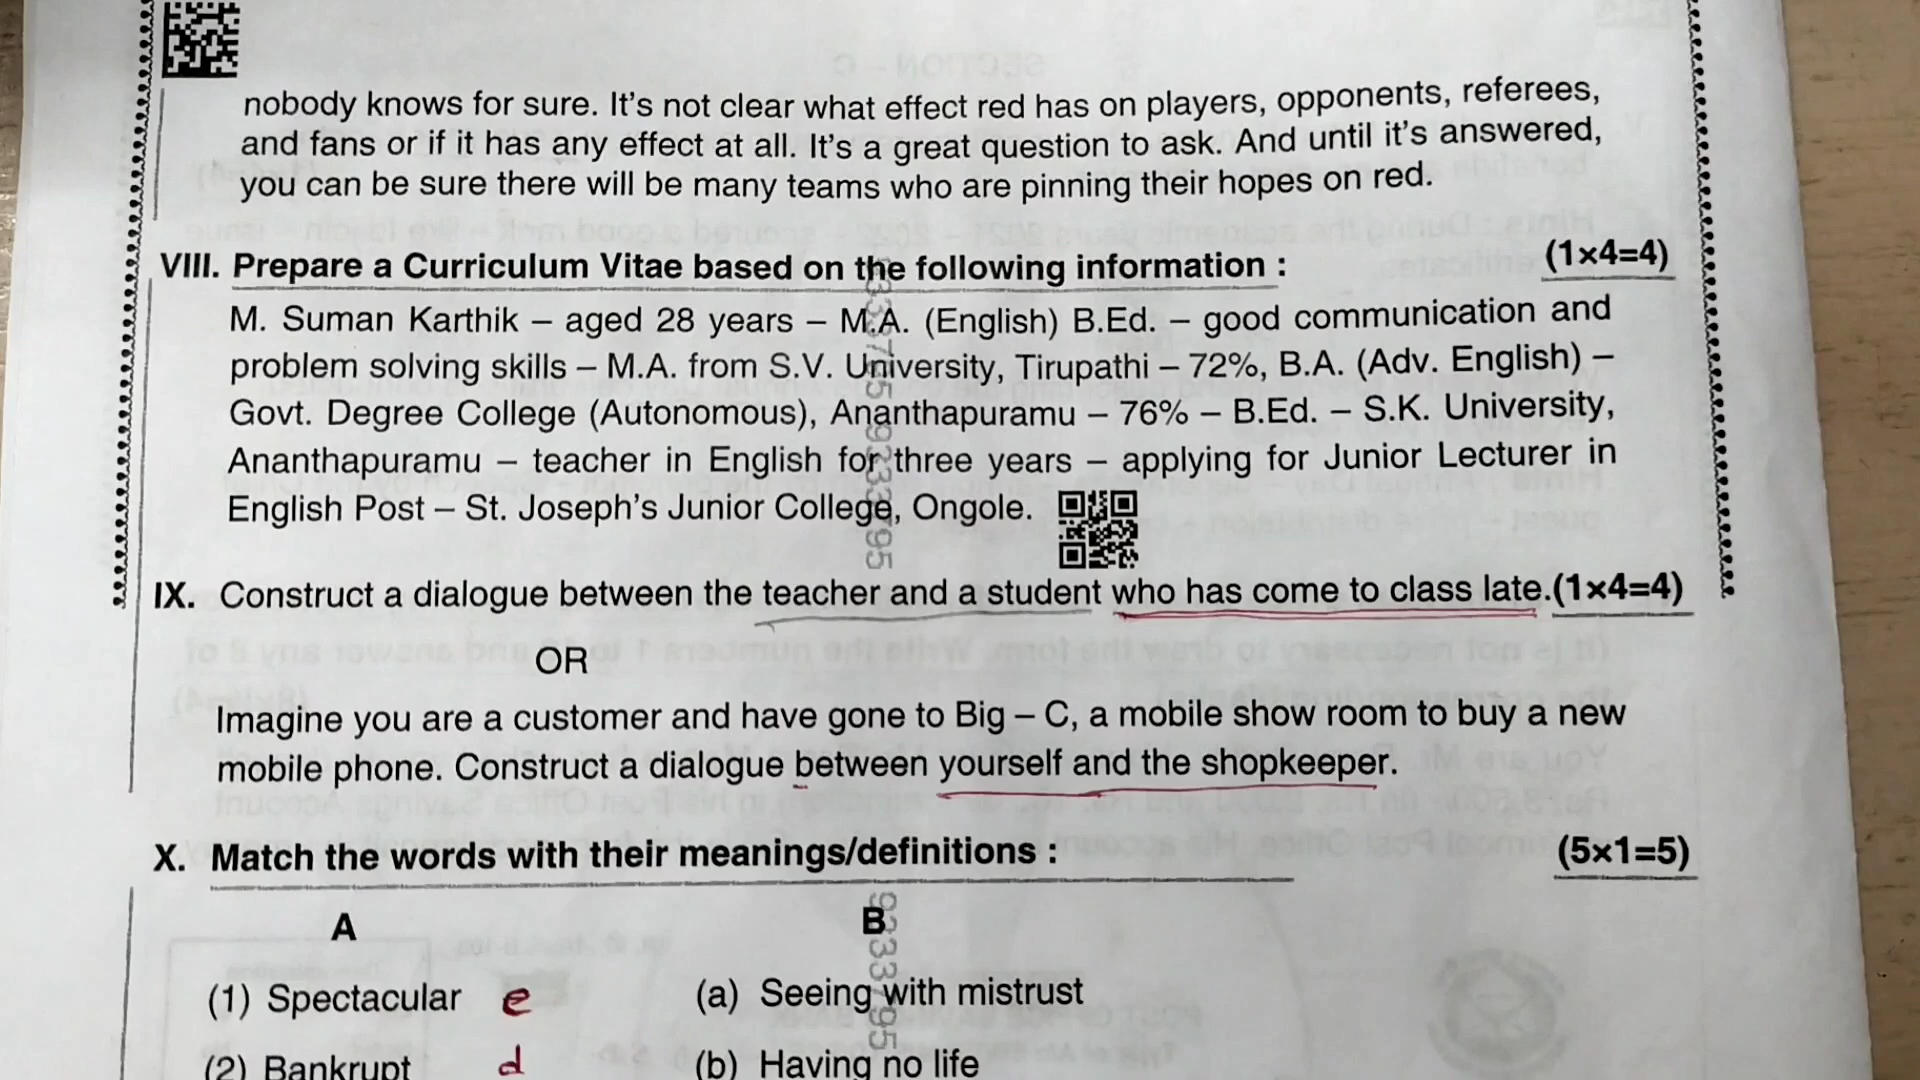 nobody knows for sure. It's not clear what effect red has on players, opponents, referees,
and fans or if it has any effect at all. It's a great question to ask. And until it's answered,
you can be sure there will be many teams who are pinning their hopes on red.
VIII. Prepare a Curriculum Vitae based on the following information : (1×4=4)
M. Suman Karthik – aged 28 years – M.A. (English) B.Ed. – good communication and
problem solving skills – M.A. from S.V. University, Tirupathi – 72%, B.A. (Adv. English) –
Govt. Degree College (Autonomous), Ananthapuramu – 76% – B.Ed. – S.K. University,
Ananthapuramu – teacher in English for three years – applying for Junior Lecturer in
English Post – St. Joseph's Junior College, Ongole.
IX. Construct a dialogue between the teacher and a student who has come to class late.(1×4=4)
OR
Imagine you are a customer and have gone to Big – C, a mobile show room to buy a new
mobile phone. Construct a dialogue between yourself and the shopkeeper.
X. Match the words with their meanings/definitions : (5×1=5)
A B
(1) Spectacular e (a) Seeing with mistrust
(2) Bankrupt d (b) Having no life